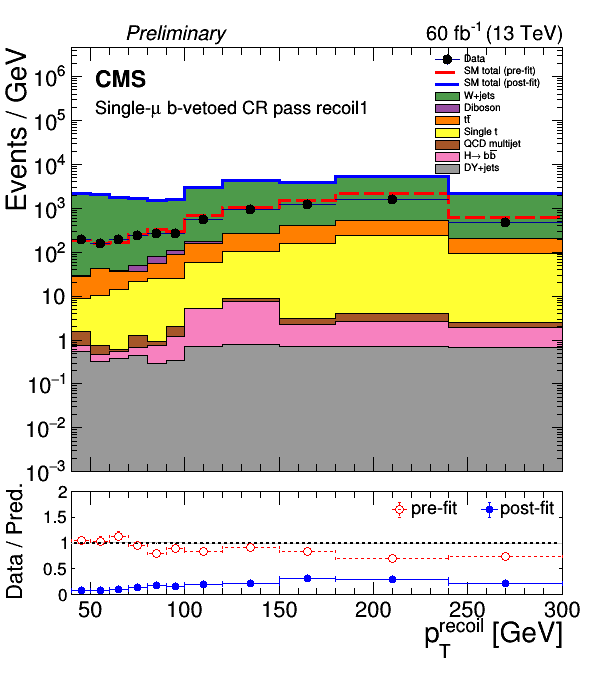 Preliminary
60 fb⁻¹ (13 TeV)
CMS
Single-μ b-vetoed CR pass recoil1
Data
SM total (pre-fit)
SM total (post-fit)
W+jets
Diboson
tt̅
Single t
QCD multijet
H→ bb̅
DY+jets
Events / GeV
10⁶
10⁵
10⁴
10³
10²
10
1
10⁻¹
10⁻²
10⁻³
pre-fit
post-fit
Data / Pred.
2
1.5
1
0.5
0
50 100 150 200 250 300
p_T^recoil [GeV]